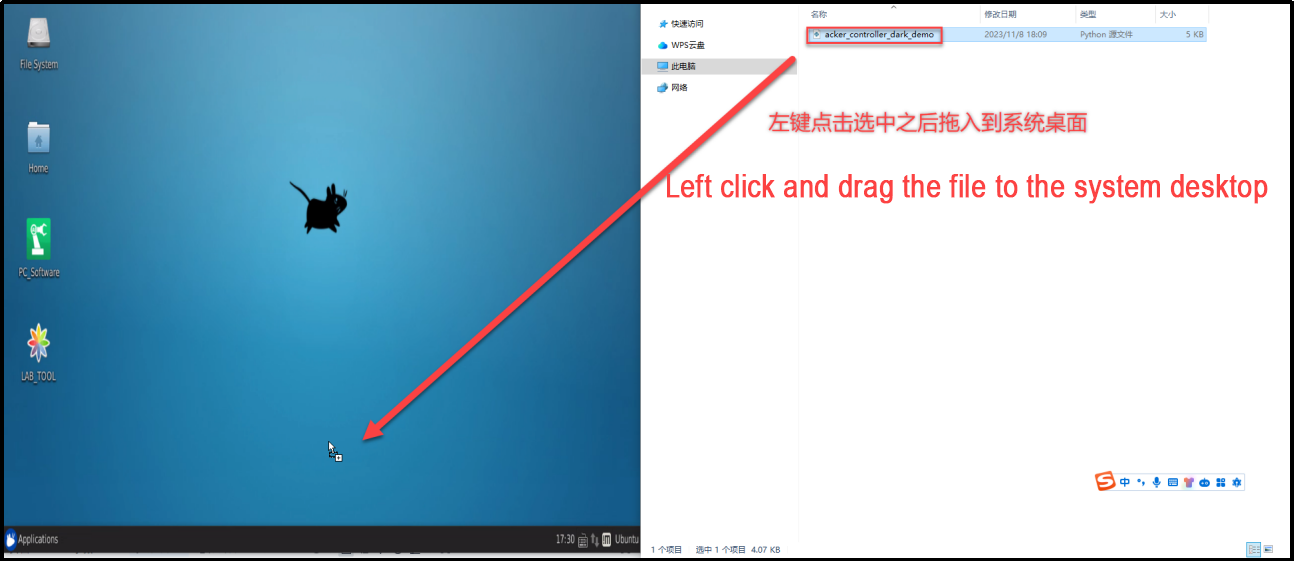 File System
Home
PC_Software
LAB_TOOL
Applications
17:30
Ubuntu
快速访问
WPS云盘
此电脑
网络
名称 修改日期 类型 大小
acker_controller_dark_demo 2023/11/8 18:09 Python 源文件 5 KB
左键点击选中之后拖入到系统桌面
Left click and drag the file to the system desktop
中
1 个项目 选中 1 个项目 4.07 KB